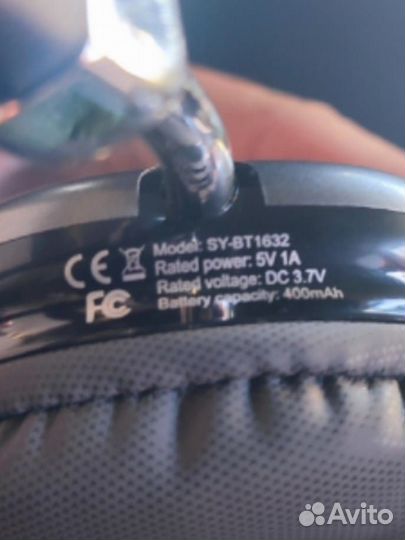 Model: SY-BT1632
Rated power: 5V 1A
Rated voltage: DC 3.7V
Battery capacity: 400mAh
CE
FC
Avito